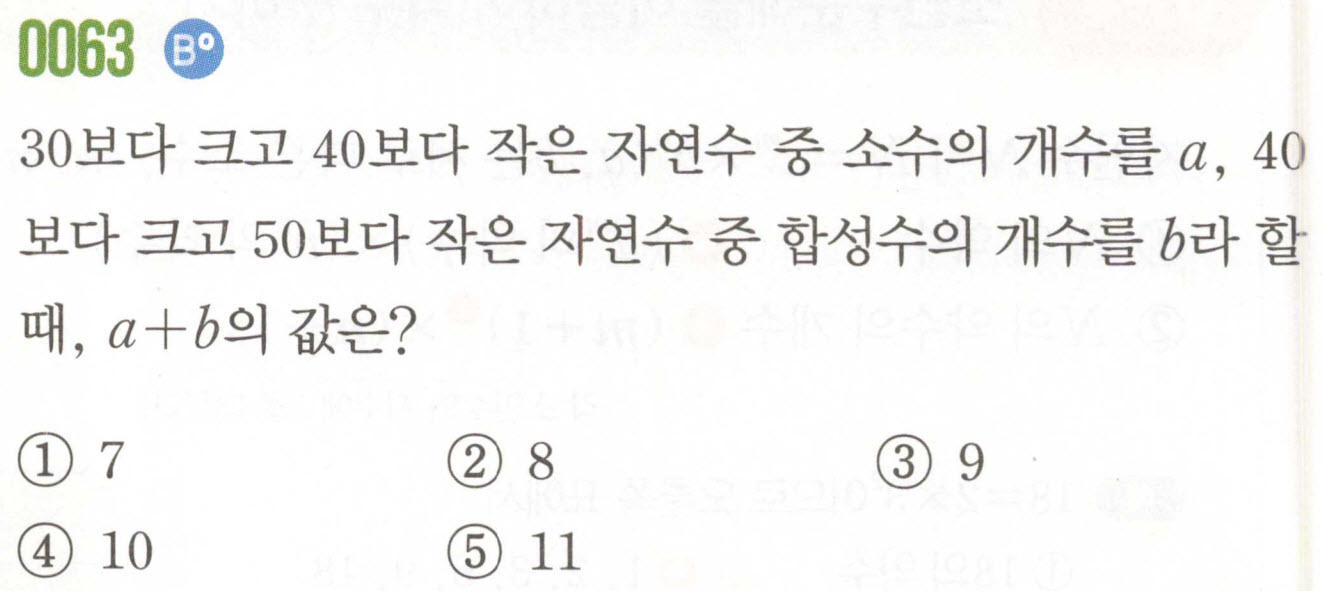 0063 B°
30보다 크고 40보다 작은 자연수 중 소수의 개수를 a, 40
보다 크고 50보다 작은 자연수 중 합성수의 개수를 b라 할
때, a+b의 값은?
① 7 ② 8 ③ 9
④ 10 ⑤ 11